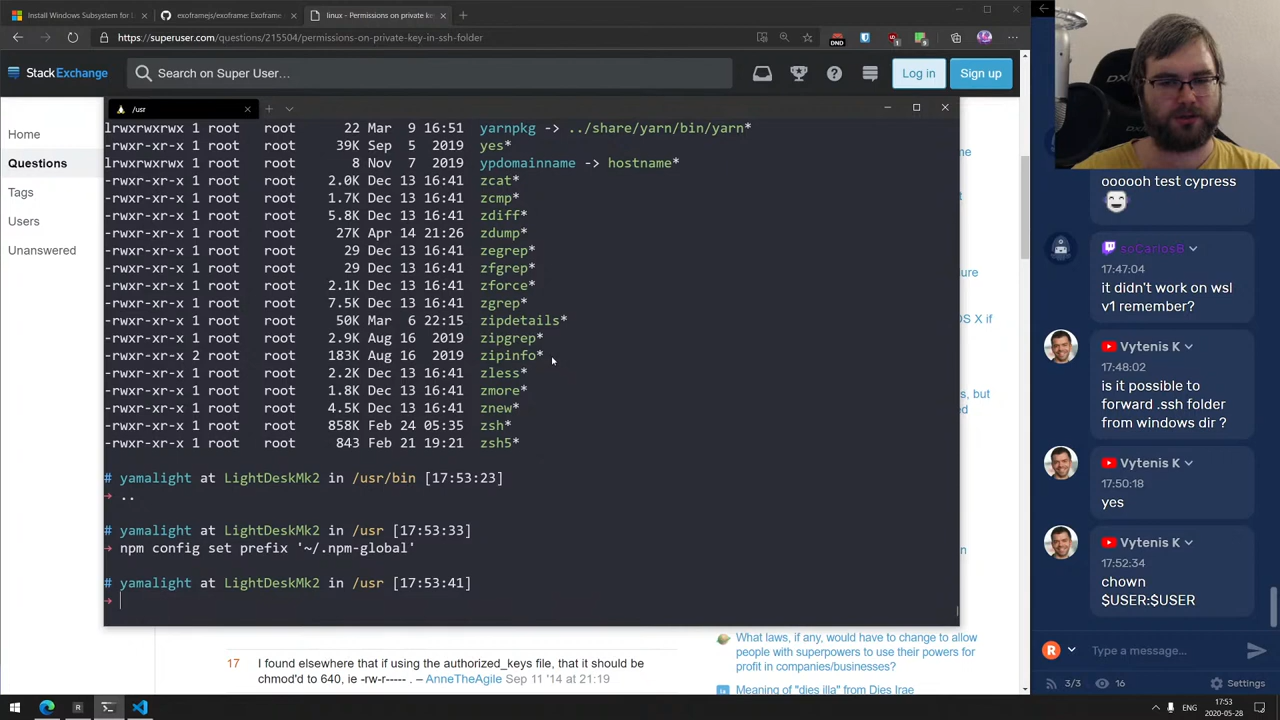 Install Windows Subsystem for
exoframejs/exoframe: Exoframe
linux - Permissions on private ke
https://superuser.com/questions/215504/permiss
nate-key-in-ssh-folder
DND
StackExchange
Search on Super User…
Log in
Sign up
Home
Questions
Tags
Users
Unanswered
/usr
lrwxrwxrwx 1 root root 22 Mar 9 16:51 yarnpkg -> ../share/yarn/bin/yarn*
-rwxr-xr-x 1 root root 39K Sep 5 2019 yes*
lrwxrwxrwx 1 root root 8 Nov 7 2019 ypdomainname -> hostname*
-rwxr-xr-x 1 root root 2.0K Dec 13 16:41 zcat*
-rwxr-xr-x 1 root root 1.7K Dec 13 16:41 zcmp*
-rwxr-xr-x 1 root root 5.8K Dec 13 16:41 zdiff*
-rwxr-xr-x 1 root root 27K Apr 14 21:26 zdump*
-rwxr-xr-x 1 root root 29 Dec 13 16:41 zegrep*
-rwxr-xr-x 1 root root 29 Dec 13 16:41 zfgrep*
-rwxr-xr-x 1 root root 2.1K Dec 13 16:41 zforce*
-rwxr-xr-x 1 root root 7.5K Dec 13 16:41 zgrep*
-rwxr-xr-x 1 root root 50K Mar 6 22:15 zipdetails*
-rwxr-xr-x 1 root root 2.9K Aug 16 2019 zipgrep*
-rwxr-xr-x 2 root root 183K Aug 16 2019 zipinfo*
-rwxr-xr-x 1 root root 2.2K Dec 13 16:41 zless*
-rwxr-xr-x 1 root root 1.8K Dec 13 16:41 zmore*
-rwxr-xr-x 1 root root 4.5K Dec 13 16:41 znew*
-rwxr-xr-x 1 root root 858K Feb 24 05:35 zsh*
-rwxr-xr-x 1 root root 843 Feb 21 19:21 zsh5*
# yamalight at LightDeskMk2 in /usr/bin [17:53:23]
➜ ..
# yamalight at LightDeskMk2 in /usr [17:53:33]
➜ npm config set prefix '~/.npm-global'
# yamalight at LightDeskMk2 in /usr [17:53:41]
➜
me
ure
OS X if
s, but
ed
on
17
I found elsewhere that if using the authorized_keys file, that it should be
chmod'd to 640, ie -rw-r----- . – AnneTheAgile Sep 11 '14 at 21:19
What laws, if any, would have to change to allow
people with superpowers to use their powers for
profit in companies/businesses?
Meaning of "dies illa" from Dies Irae
DX
oooooh test cypress
soCarlosB
17:47:04
it didn't work on wsl
v1 remember?
Vytenis K
17:48:02
is it possible to
forward .ssh folder
from windows dir ?
Vytenis K
17:50:18
yes
Vytenis K
17:52:34
chown
$USER:$USER
R
Type a message...
3/3
16
Settings
R
ENG
17:53
2020-05-28